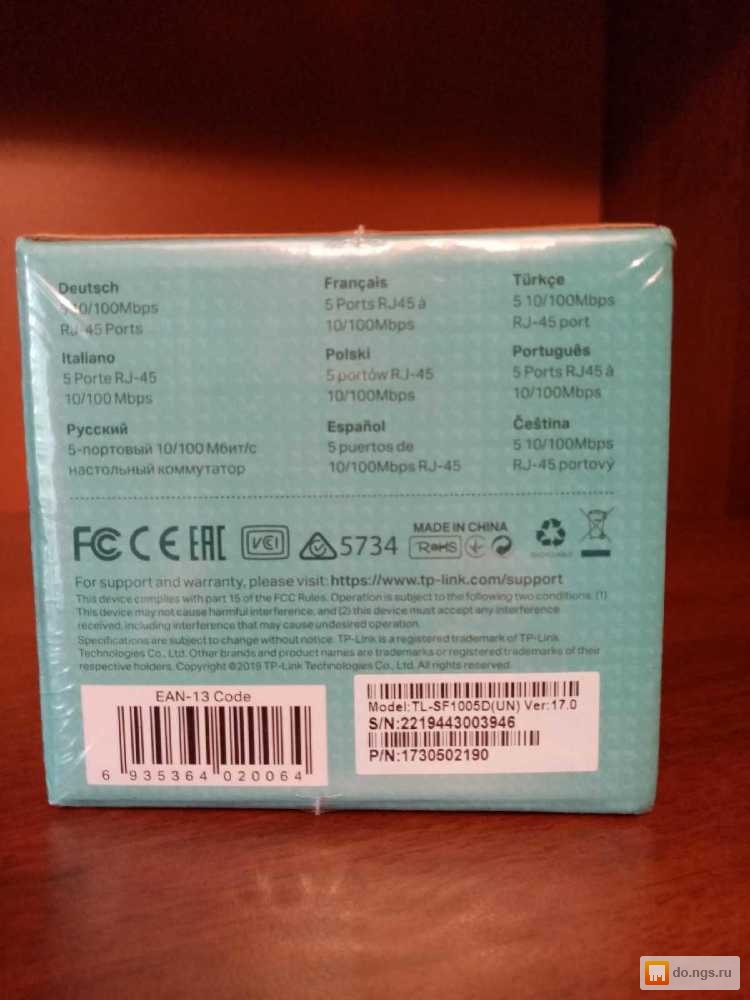 Deutsch
5 10/100Mbps
RJ-45 Ports
Français
5 Ports RJ45 à
10/100Mbps
Türkçe
5 10/100Mbps
RJ-45 port
Italiano
5 Porte RJ-45
10/100 Mbps
Polski
5 portów RJ-45
10/100Mbps
Português
5 Ports RJ45 à
10/100Mbps
Русский
5-портовый 10/100 Мбит/с
настольный коммутатор
Español
5 puertos de
10/100Mbps RJ-45
Čeština
5 10/100Mbps
RJ-45 portový
FC CE EAC VCCI 5734
MADE IN CHINA
RoHS
For support and warranty, please visit: https://www.tp-link.com/support
This device complies with part 15 of the FCC Rules. Operation is subject to the following two conditions. (1)
This device may not cause harmful interference, and (2) this device must accept any interference
received, including interference that may cause undesired operation.
Specifications are subject to change without notice. TP-Link is a registered trademark of TP-Link
Technologies Co., Ltd. Other brands and product names are trademarks or registered trademarks of their
respective holders. Copyright ©2019 TP-Link Technologies Co., Ltd. All rights reserved.
EAN-13 Code
6 935364 020064
Model:TL-SF1005D(UN) Ver:17.0
S/N:2219443003946
P/N:1730502190
do.ngs.ru